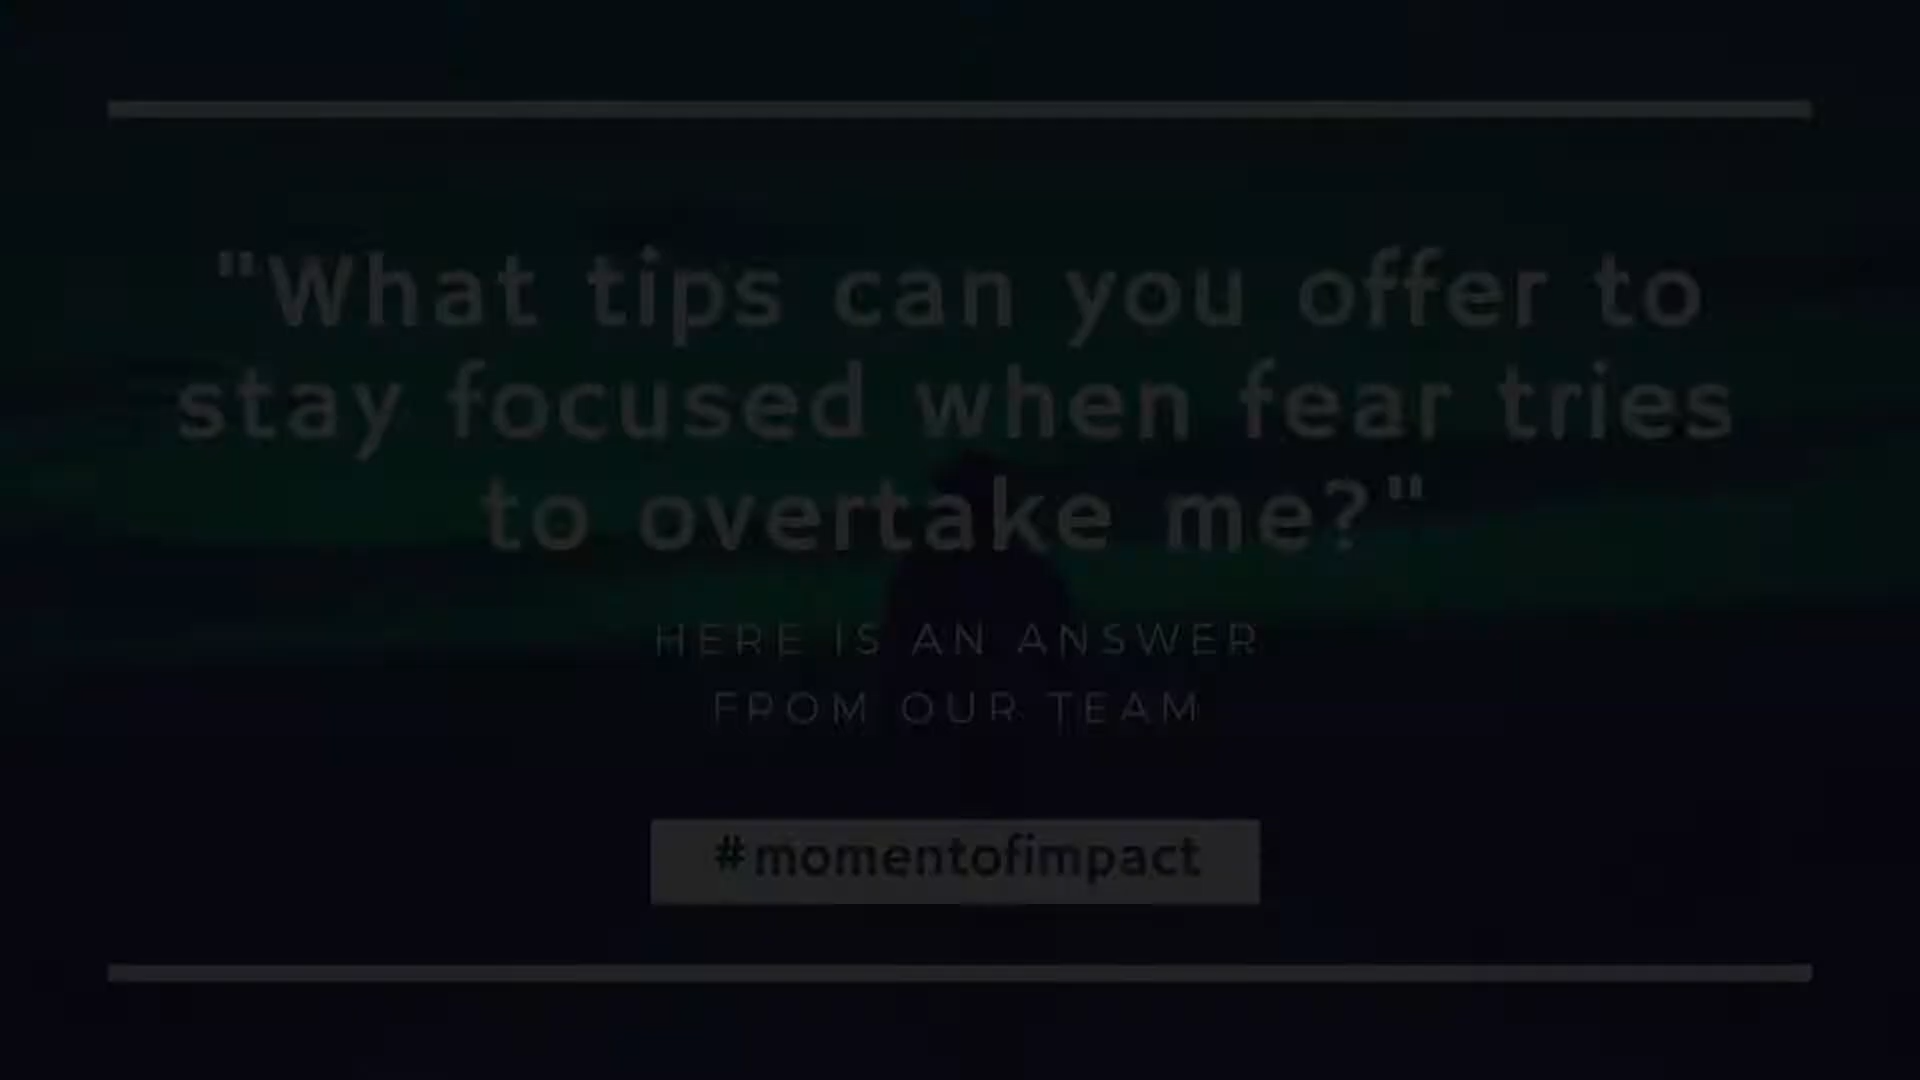 "What tips can you offer to
stay focused when fear tries
to overtake me?"
HERE IS AN ANSWER
FROM OUR TEAM
#momentofimpact